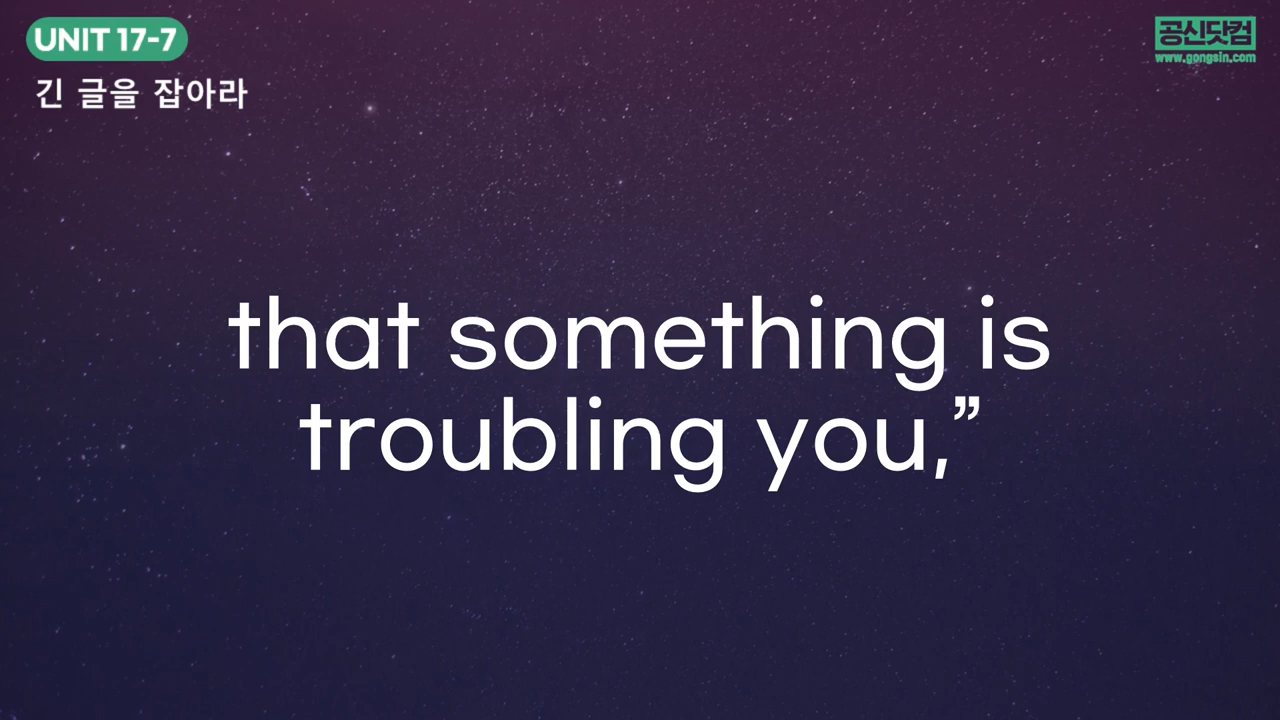 UNIT 17-7
긴 글을 잡아라
공신닷컴
www.gongsin.com
that something is
troubling you,”